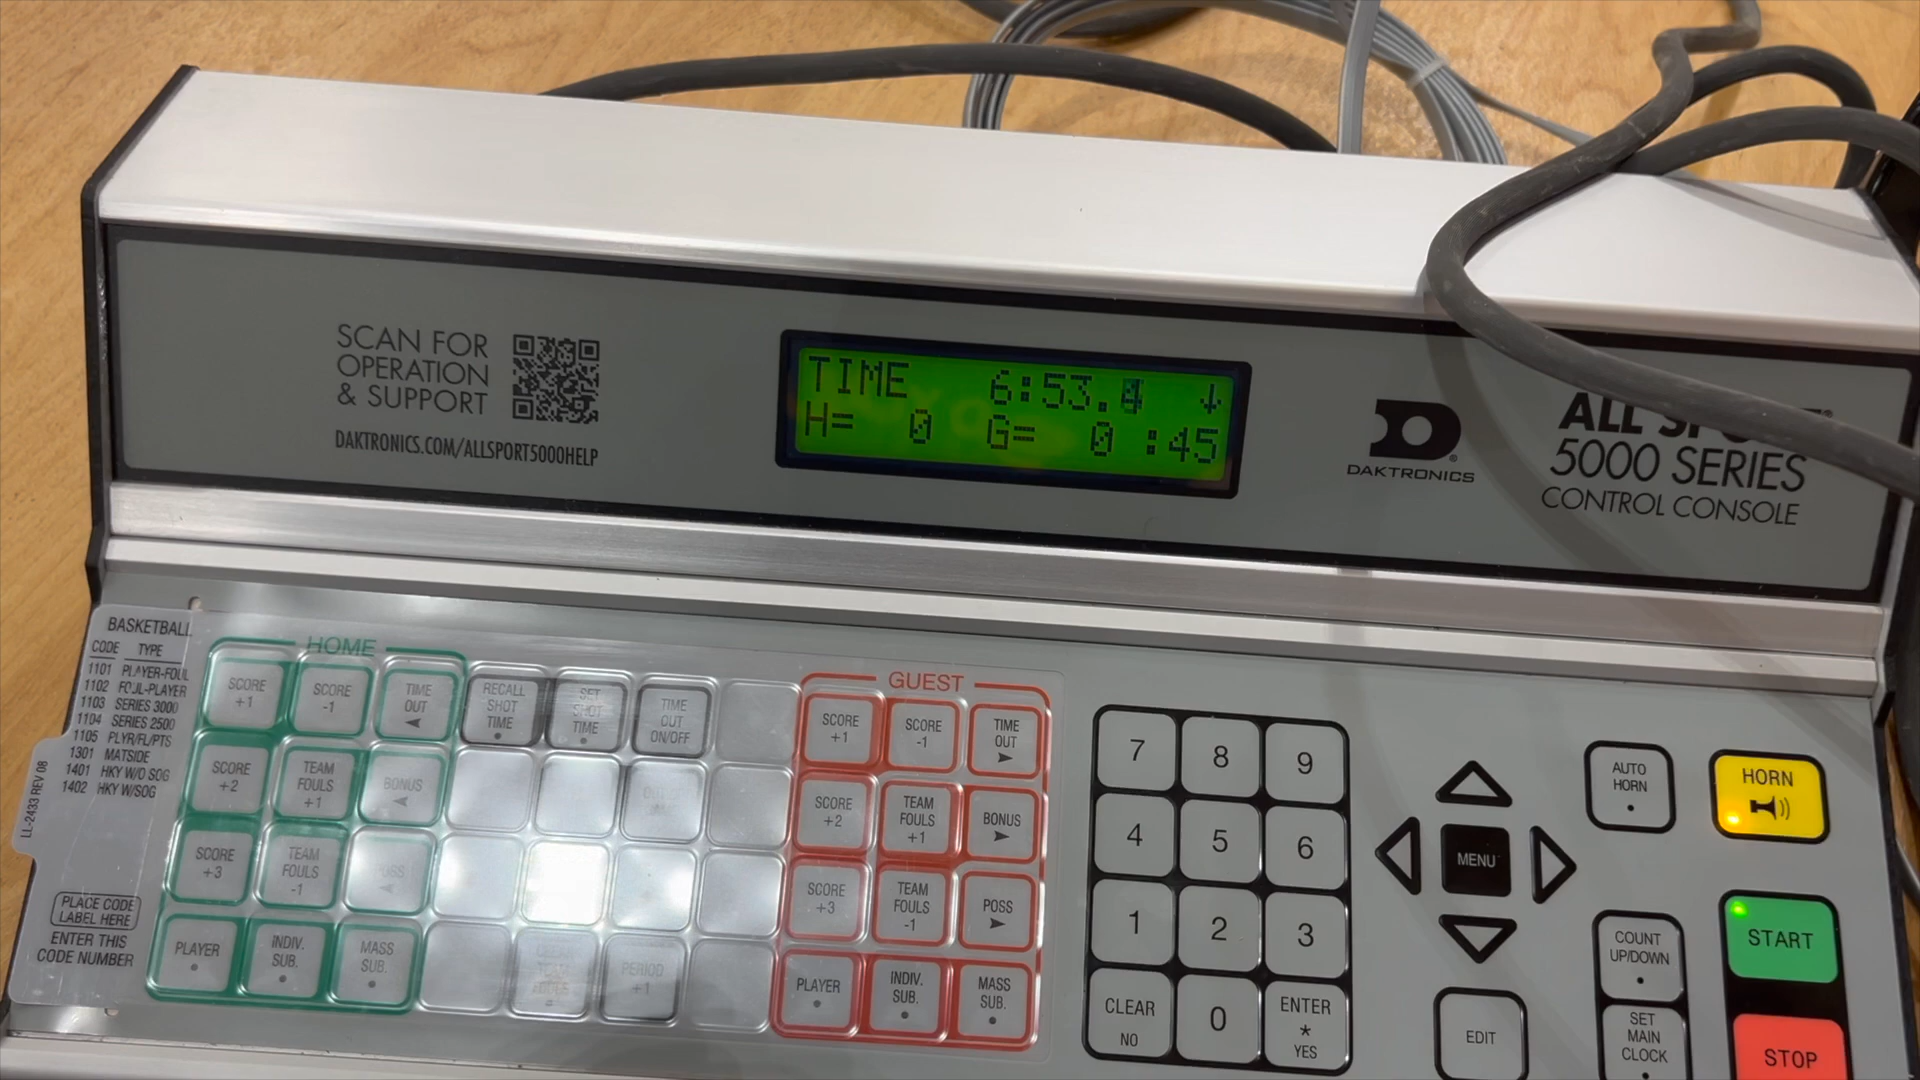 SCAN FOR
OPERATION
& SUPPORT
DAKTRONICS.COM/ALLSPORT5000HELP
TIME 6:53.4 ↓
H= 0 G= 0 :45
DAKTRONICS®
ALL
5000 SERIES
CONTROL CONSOLE
BASKETBALL
CODE TYPE
1101 PLAYER-FOUL
1102 FOUL-PLAYER
1103 SERIES 3000
1104 SERIES 2500
1105 PLYR/FL/PTS
1301 MATSIDE
1401 HKY W/O SOG
1402 HKY W/SOG
LL-2433 REV 08
PLACE CODE
LABEL HERE
ENTER THIS
CODE NUMBER
HOME
SCORE
+1
SCORE
-1
TIME
OUT
◄
SCORE
+2
TEAM
FOULS
+1
BONUS
◄
SCORE
+3
TEAM
FOULS
-1
PLAYER
•
INDIV.
SUB.
•
MASS
SUB.
•
RECALL
SHOT
TIME
•
SET
SHOT
TIME
•
TIME
OUT
ON/OFF
PERIOD
+1
GUEST
SCORE
+1
SCORE
-1
TIME
OUT
►
SCORE
+2
TEAM
FOULS
+1
BONUS
►
SCORE
+3
TEAM
FOULS
-1
POSS
►
PLAYER
•
INDIV.
SUB.
•
MASS
SUB.
•
7 8 9
4 5 6
1 2 3
CLEAR
NO
0
ENTER
*
YES
MENU
EDIT
AUTO
HORN
•
HORN
COUNT
UP/DOWN
•
SET
MAIN
CLOCK
•
START
STOP